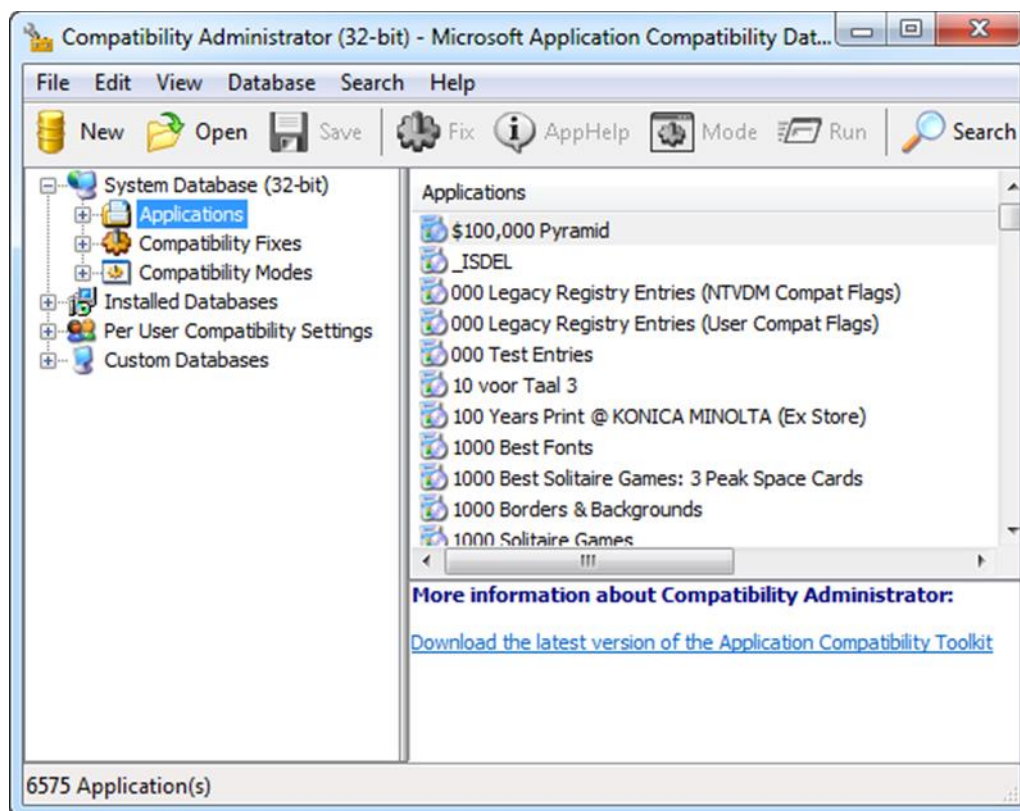 Compatibility Administrator (32-bit) - Microsoft Application Compatibility Dat...
File Edit View Database Search Help
New Open Save Fix AppHelp Mode Run Search
System Database (32-bit)
Applications
Compatibility Fixes
Compatibility Modes
Installed Databases
Per User Compatibility Settings
Custom Databases
Applications
$100,000 Pyramid
_ISDEL
000 Legacy Registry Entries (NTVDM Compat Flags)
000 Legacy Registry Entries (User Compat Flags)
000 Test Entries
10 voor Taal 3
100 Years Print @ KONICA MINOLTA (Ex Store)
1000 Best Fonts
1000 Best Solitaire Games: 3 Peak Space Cards
1000 Borders & Backgrounds
1000 Solitaire Games
More information about Compatibility Administrator:
Download the latest version of the Application Compatibility Toolkit
6575 Application(s)